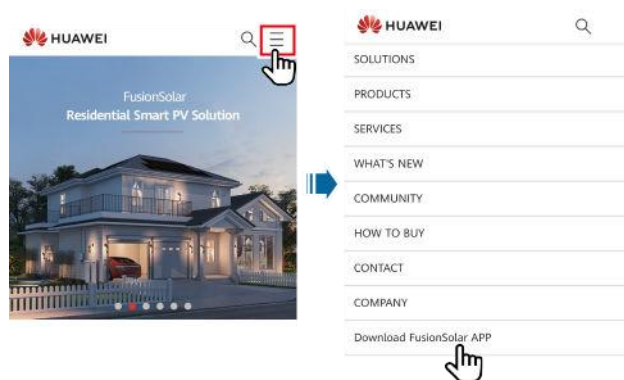 HUAWEI
FusionSolar
Residential Smart PV Solution
HUAWEI
SOLUTIONS
PRODUCTS
SERVICES
WHAT'S NEW
COMMUNITY
HOW TO BUY
CONTACT
COMPANY
Download FusionSolar APP